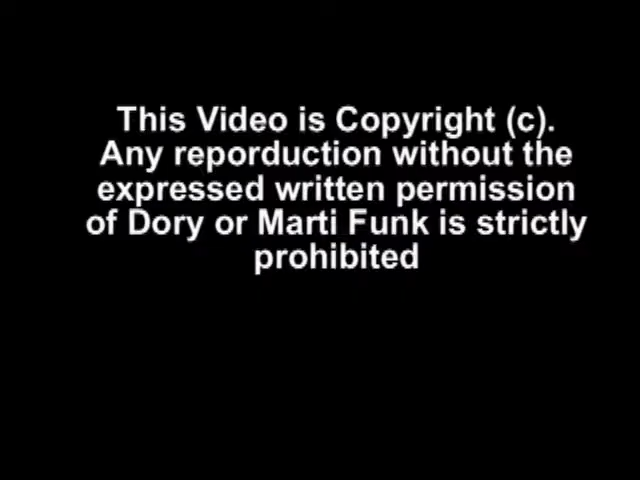 This Video is Copyright (c).
Any reporduction without the
expressed written permission
of Dory or Marti Funk is strictly
prohibited